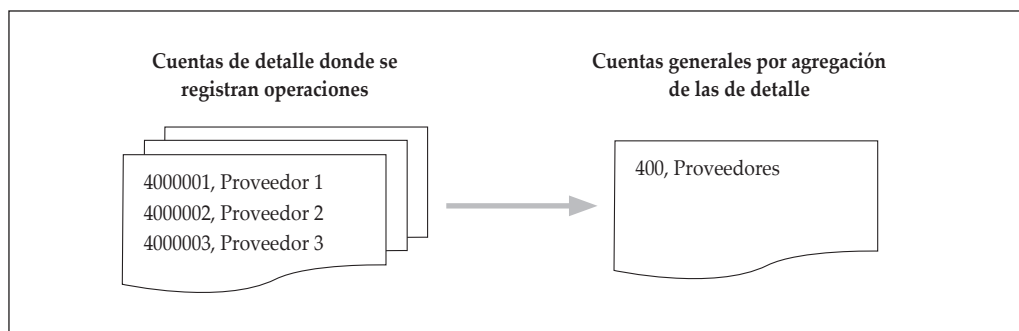 Cuentas de detalle donde se
registran operaciones
4000001, Proveedor 1
4000002, Proveedor 2
4000003, Proveedor 3
Cuentas generales por agregación
de las de detalle
400, Proveedores